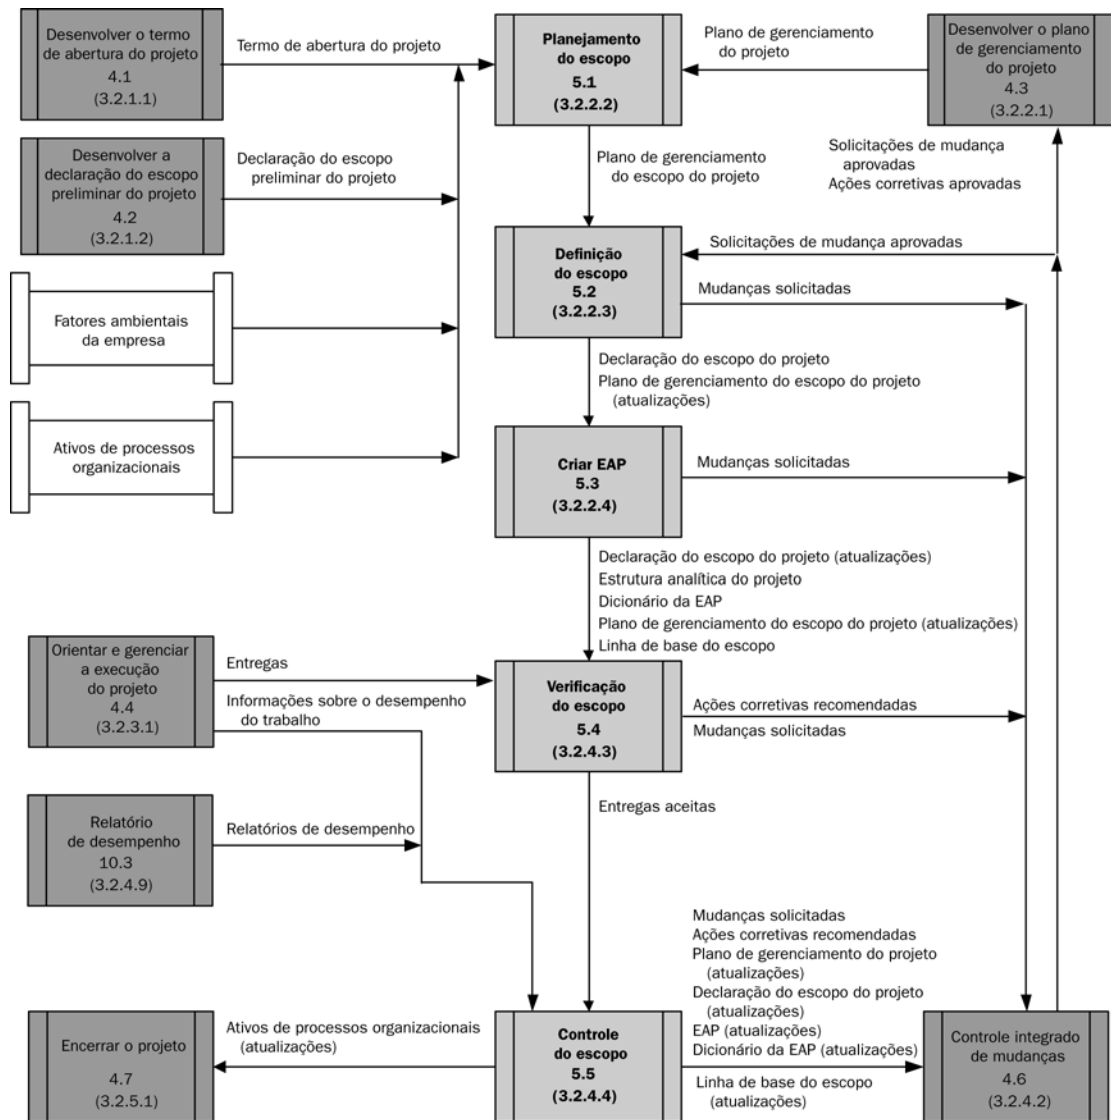 Desenvolver o termo
de abertura do projeto
4.1
(3.2.1.1)
Termo de abertura do projeto
Planejamento
do escopo
5.1
(3.2.2.2)
Plano de gerenciamento
do projeto
Desenvolver o plano
de gerenciamento
do projeto
4.3
(3.2.2.1)
Desenvolver a
declaração do escopo
preliminar do projeto
4.2
(3.2.1.2)
Declaração do escopo
preliminar do projeto
Plano de gerenciamento
do escopo do projeto
Solicitações de mudança
aprovadas
Ações corretivas aprovadas
Definição
do escopo
5.2
(3.2.2.3)
Solicitações de mudança aprovadas
Mudanças solicitadas
Fatores ambientais
da empresa
Declaração do escopo do projeto
Plano de gerenciamento do escopo do projeto
(atualizações)
Ativos de processos
organizacionais
Criar EAP
5.3
(3.2.2.4)
Mudanças solicitadas
Declaração do escopo do projeto (atualizações)
Estrutura analítica do projeto
Dicionário da EAP
Plano de gerenciamento do escopo do projeto (atualizações)
Linha de base do escopo
Orientar e gerenciar
a execução
do projeto
4.4
(3.2.3.1)
Entregas
Informações sobre o desempenho
do trabalho
Verificação
do escopo
5.4
(3.2.4.3)
Ações corretivas recomendadas
Mudanças solicitadas
Entregas aceitas
Relatório
de desempenho
10.3
(3.2.4.9)
Relatórios de desempenho
Mudanças solicitadas
Ações corretivas recomendadas
Plano de gerenciamento do projeto
(atualizações)
Declaração do escopo do projeto
(atualizações)
EAP (atualizações)
Dicionário da EAP (atualizações)
Linha de base do escopo
(atualizações)
Encerrar o projeto
4.7
(3.2.5.1)
Ativos de processos organizacionais
(atualizações)
Controle
do escopo
5.5
(3.2.4.4)
Controle integrado
de mudanças
4.6
(3.2.4.2)